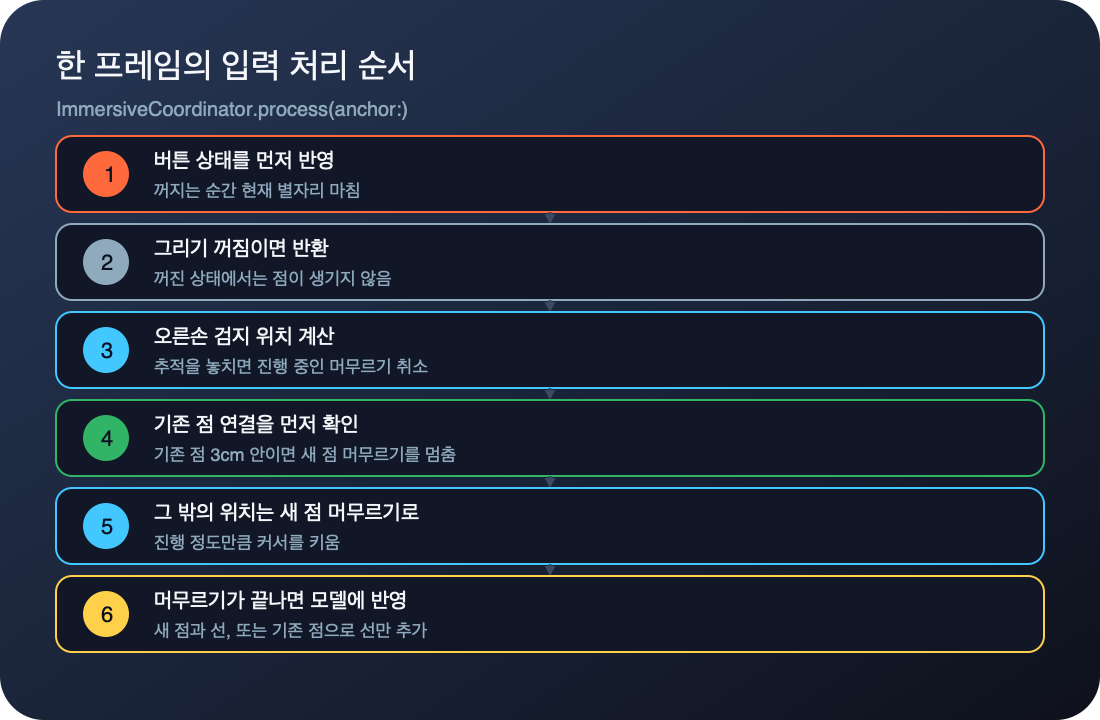 한 프레임의 입력 처리 순서
ImmersiveCoordinator.process(anchor:)
1
버튼 상태를 먼저 반영
꺼지는 순간 현재 별자리 마침
2
그리기 꺼짐이면 반환
꺼진 상태에서는 점이 생기지 않음
3
오른손 검지 위치 계산
추적을 놓치면 진행 중인 머무르기 취소
4
기존 점 연결을 먼저 확인
기존 점 3cm 안이면 새 점 머무르기를 멈춤
5
그 밖의 위치는 새 점 머무르기로
진행 정도만큼 커서를 키움
6
머무르기가 끝나면 모델에 반영
새 점과 선, 또는 기존 점으로 선만 추가